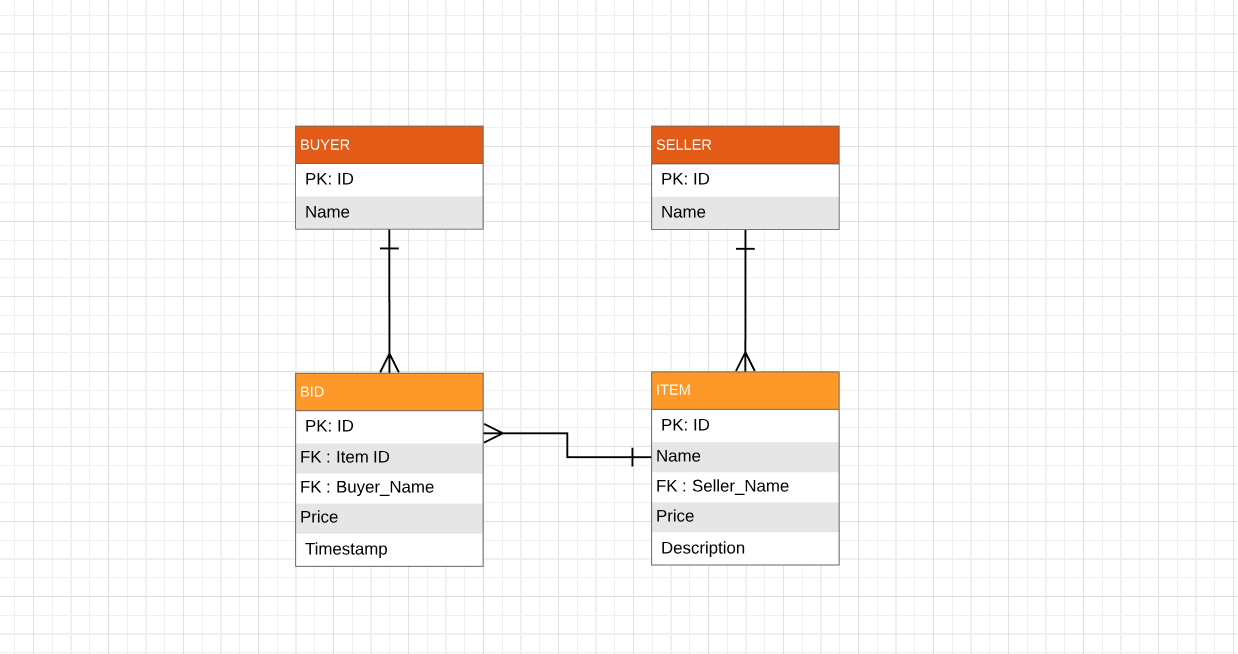 BUYER
PK: ID
Name
SELLER
PK: ID
Name
BID
PK: ID
FK : Item ID
FK : Buyer_Name
Price
Timestamp
ITEM
PK: ID
Name
FK : Seller_Name
Price
Description